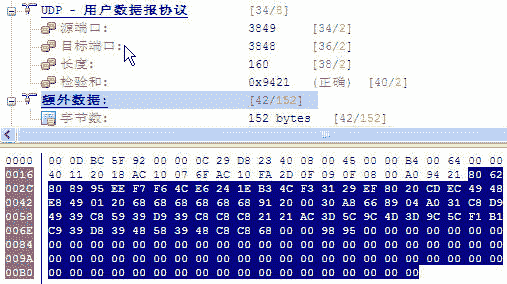 UDP - 用户数据报协议 [34/8]
源端口: 3849 [34/2]
目标端口: 3848 [36/2]
长度: 160 [38/2]
检验和: 0x9421 (正确) [40/2]
额外数据: [42/152]
字节数: 152 bytes [42/152]
0000 00 0D BC 5F 92 00 00 0C 29 D8 23 08 00 45 00 00 B4 00 64 00 00
0016 40 11 20 18 AC 10 07 6F AC 10 FA 40 0F 09 0F 08 00 A0 94 21 80 62
002C 80 89 95 EE F7 F6 4C E6 24 1E B3 4C F3 31 29 EF 80 20 CD EC 49 48
0042 E8 49 01 20 68 68 68 68 68 68 91 20 00 30 A8 66 89 04 A0 31 C8 D9
0058 49 39 C8 59 39 D9 39 C8 C8 C8 21 21 AC 3D 5C 9C 4D 3D 9C 5C F1 B1
006E C9 39 D8 39 48 58 39 48 C8 C8 68 00 00 98 95 00 00 00 00 00 00 00
0084 00 00 00 00 00 00 00 00 00 00 00 00 00 00 00 00 00 00 00 00 00 00
009A 00 00 00 00 00 00 00 00 00 00 00 00 00 00 00 00 00 00 00 00 00 00
00B0 00 00 00 00 00 00 00 00 00 00 00 00 00 00 00 00 00 00